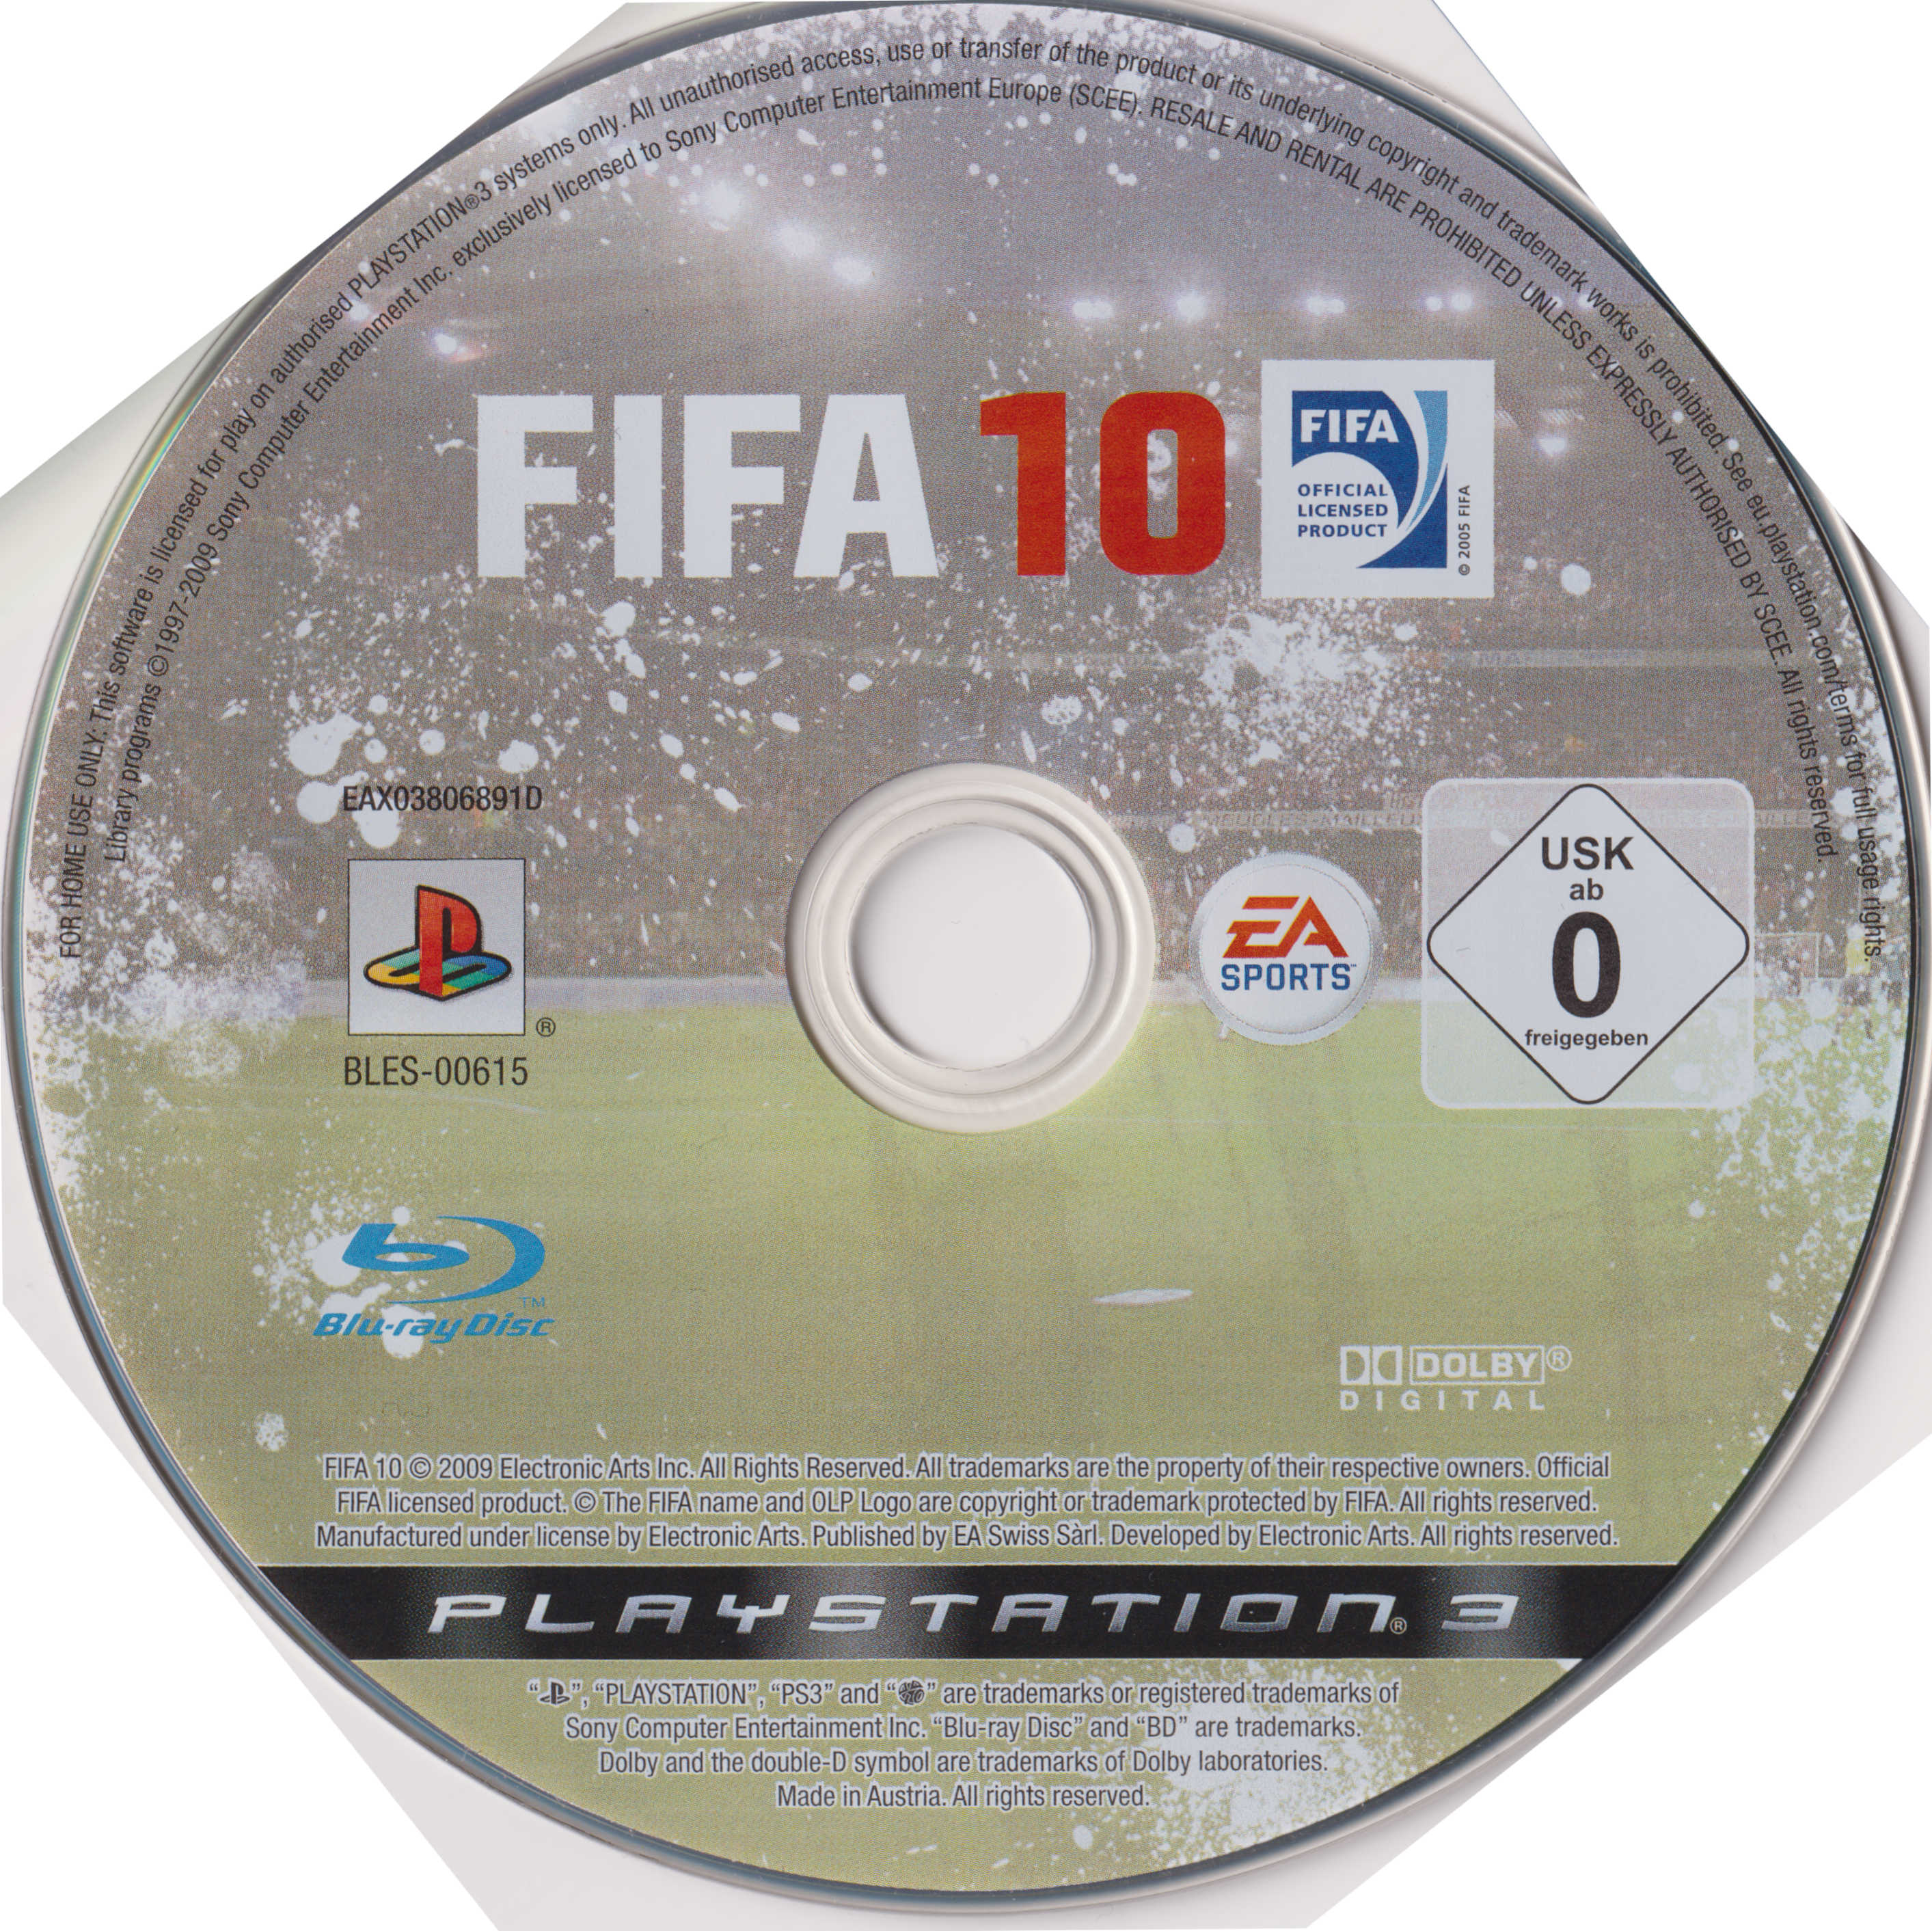 FOR HOME USE ONLY. This software is licensed for play on authorised PLAYSTATION®3 systems only. All unauthorised access, use or transfer of the product or its underlying copyright and trademark works is prohibited. See eu.playstation.com/terms for full usage rights.
Library programs ©1997-2009 Sony Computer Entertainment Inc. exclusively licensed to Sony Computer Entertainment Europe (SCEE). RESALE AND RENTAL ARE PROHIBITED UNLESS EXPRESSLY AUTHORISED BY SCEE. All rights reserved.
FIFA 10
FIFA
OFFICIAL
LICENSED
PRODUCT
© 2005 FIFA
EAX03806891D
®
BLES-00615
EA
SPORTS™
USK
ab
0
freigegeben
TM
Blu-ray Disc
DOLBY®
DIGITAL
FIFA 10 © 2009 Electronic Arts Inc. All Rights Reserved. All trademarks are the property of their respective owners. Official
FIFA licensed product. © The FIFA name and OLP Logo are copyright or trademark protected by FIFA. All rights reserved.
Manufactured under license by Electronic Arts. Published by EA Swiss Sàrl. Developed by Electronic Arts. All rights reserved.
PLAYSTATION®3
“ ”, “PLAYSTATION”, “PS3” and “ ” are trademarks or registered trademarks of
Sony Computer Entertainment Inc. “Blu-ray Disc” and “BD” are trademarks.
Dolby and the double-D symbol are trademarks of Dolby laboratories.
Made in Austria. All rights reserved.